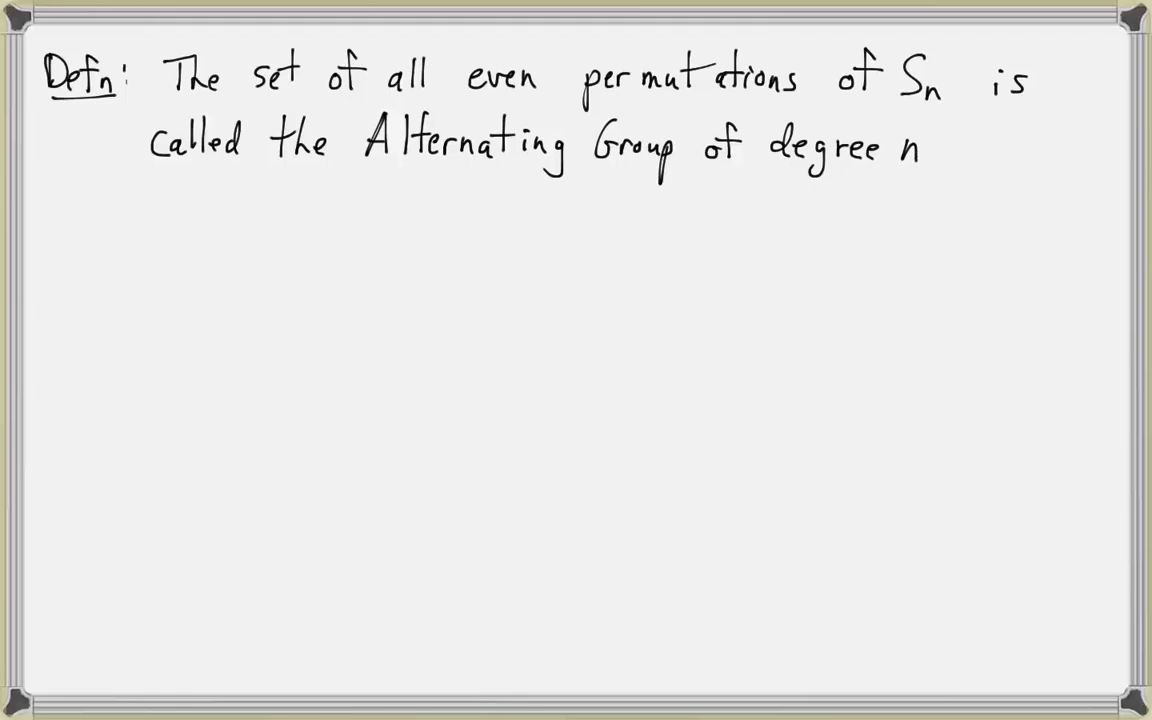 Defn: The set of all even permutations of Sn is
called the Alternating Group of degree n